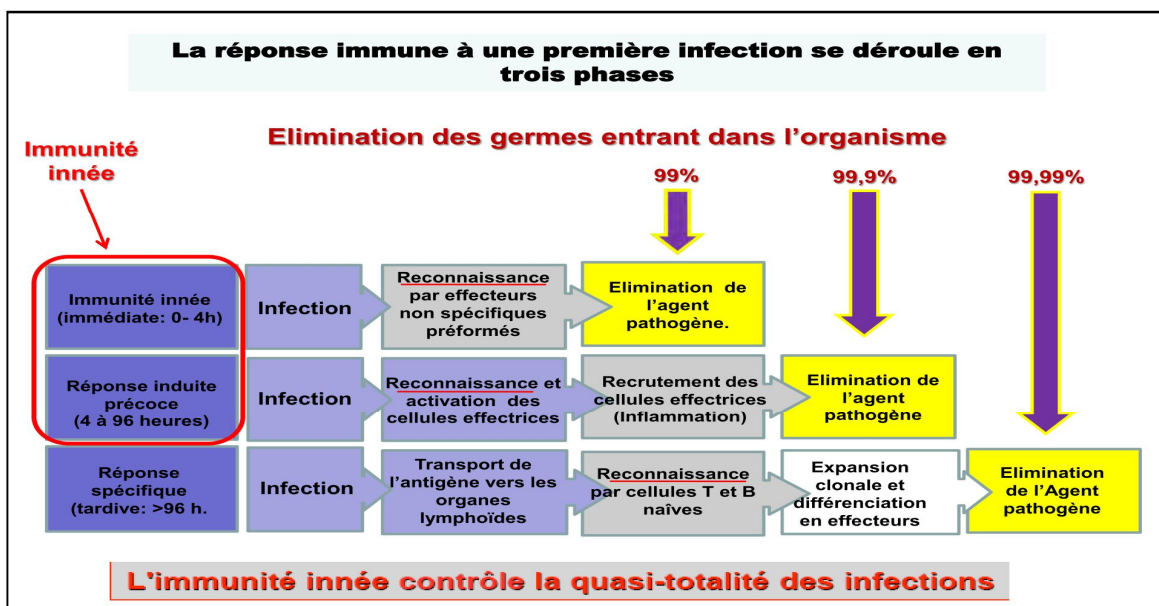 La réponse immune à une première infection se déroule en
trois phases
Elimination des germes entrant dans l'organisme
Immunité
innée
99%
99,9%
99,99%
Immunité innée
(immédiate: 0- 4h)
Infection
Reconnaissance
par effecteurs
non spécifiques
préformés
Elimination de
l'agent
pathogène.
Réponse induite
précoce
(4 à 96 heures)
Infection
Reconnaissance et
activation des
cellules effectrices
Recrutement des
cellules effectrices
(Inflammation)
Elimination de
l'agent
pathogène
Réponse
spécifique
(tardive: >96 h.
Infection
Transport de
l'antigène vers les
organes
lymphoïdes
Reconnaissance
par cellules T et B
naïves
Expansion
clonale et
différenciation
en effecteurs
Elimination
de l'Agent
pathogène
L'immunité innée contrôle la quasi-totalité des infections